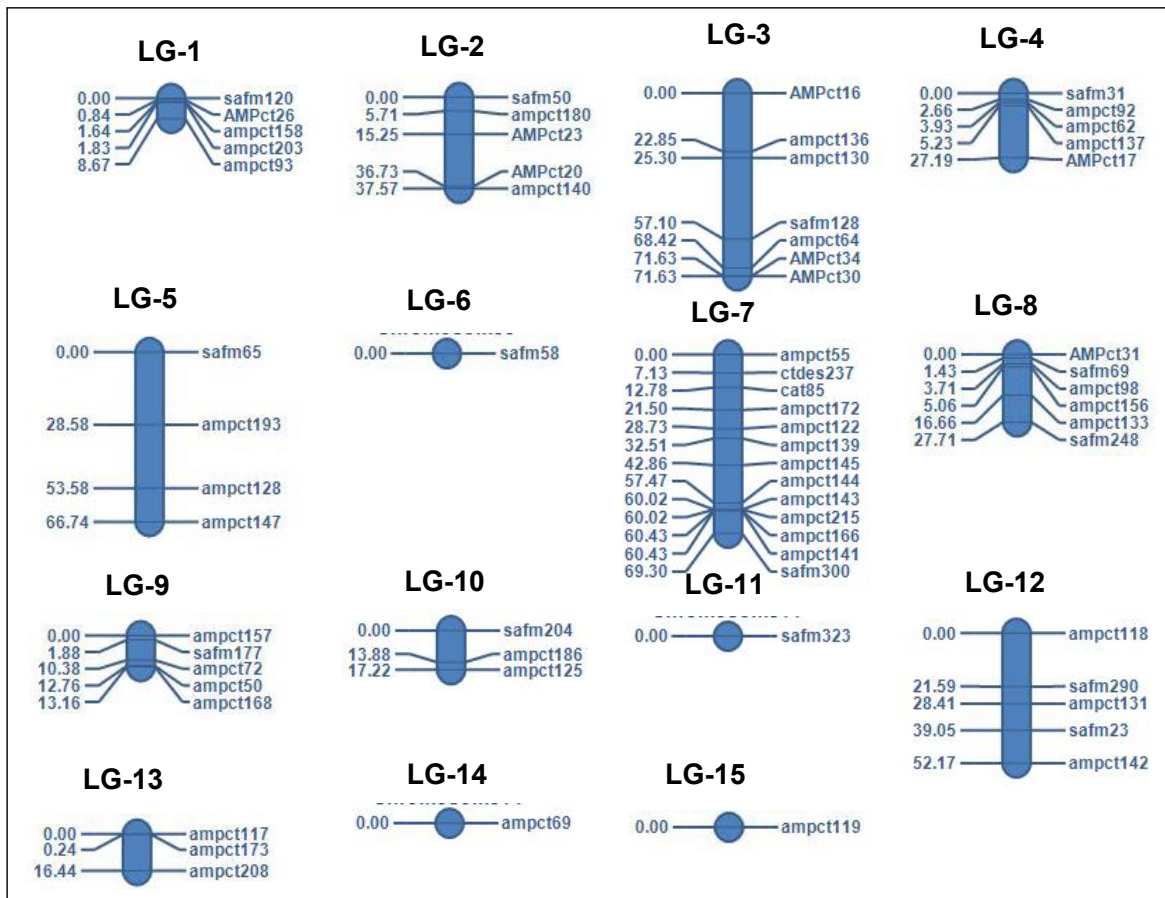 LG-1
0.00 safm120
0.84 AMPct26
1.64 ampct158
1.83 ampct203
8.67 ampct93
LG-2
0.00 safm50
5.71 ampct180
15.25 AMPct23
36.73 AMPct20
37.57 ampct140
LG-3
0.00 AMPct16
22.85 ampct136
25.30 ampct130
57.10 safm128
68.42 ampct64
71.63 AMPct34
71.63 AMPct30
LG-4
0.00 safm31
2.66 ampct92
3.93 ampct62
5.23 ampct137
27.19 AMPct17
LG-5
0.00 safm65
28.58 ampct193
53.58 ampct128
66.74 ampct147
LG-6
0.00 safm58
LG-7
0.00 ampct55
7.13 ctdes237
12.78 cat85
21.50 ampct172
28.73 ampct122
32.51 ampct139
42.86 ampct145
57.47 ampct144
60.02 ampct143
60.02 ampct215
60.43 ampct166
60.43 ampct141
69.30 safm300
LG-8
0.00 AMPct31
1.43 safm69
3.71 ampct98
5.06 ampct156
16.66 ampct133
27.71 safm248
LG-9
0.00 ampct157
1.88 safm177
10.38 ampct72
12.76 ampct50
13.16 ampct168
LG-10
0.00 safm204
13.88 ampct186
17.22 ampct125
LG-11
0.00 safm323
LG-12
0.00 ampct118
21.59 safm290
28.41 ampct131
39.05 safm23
52.17 ampct142
LG-13
0.00 ampct117
0.24 ampct173
16.44 ampct208
LG-14
0.00 ampct69
LG-15
0.00 ampct119